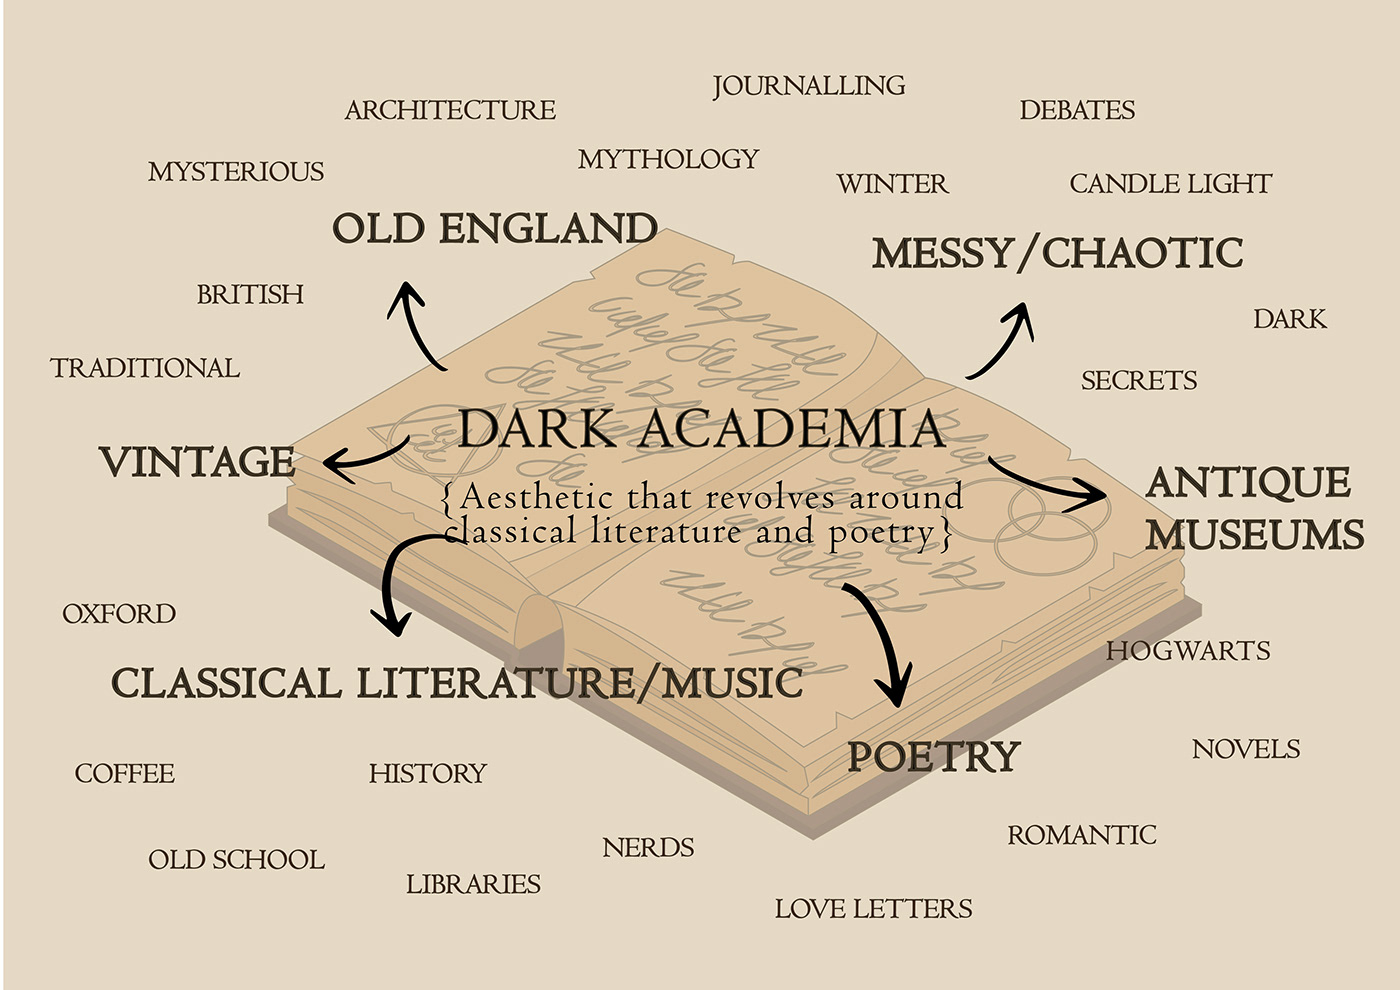 JOURNALLING
ARCHITECTURE
DEBATES
MYTHOLOGY
MYSTERIOUS
WINTER
CANDLE LIGHT
OLD ENGLAND
MESSY/CHAOTIC
BRITISH
DARK
TRADITIONAL
SECRETS
DARK ACADEMIA
VINTAGE
ANTIQUE
MUSEUMS
{Aesthetic that revolves around
classical literature and poetry}
OXFORD
HOGWARTS
CLASSICAL LITERATURE/MUSIC
POETRY
NOVELS
COFFEE
HISTORY
ROMANTIC
NERDS
OLD SCHOOL
LIBRARIES
LOVE LETTERS